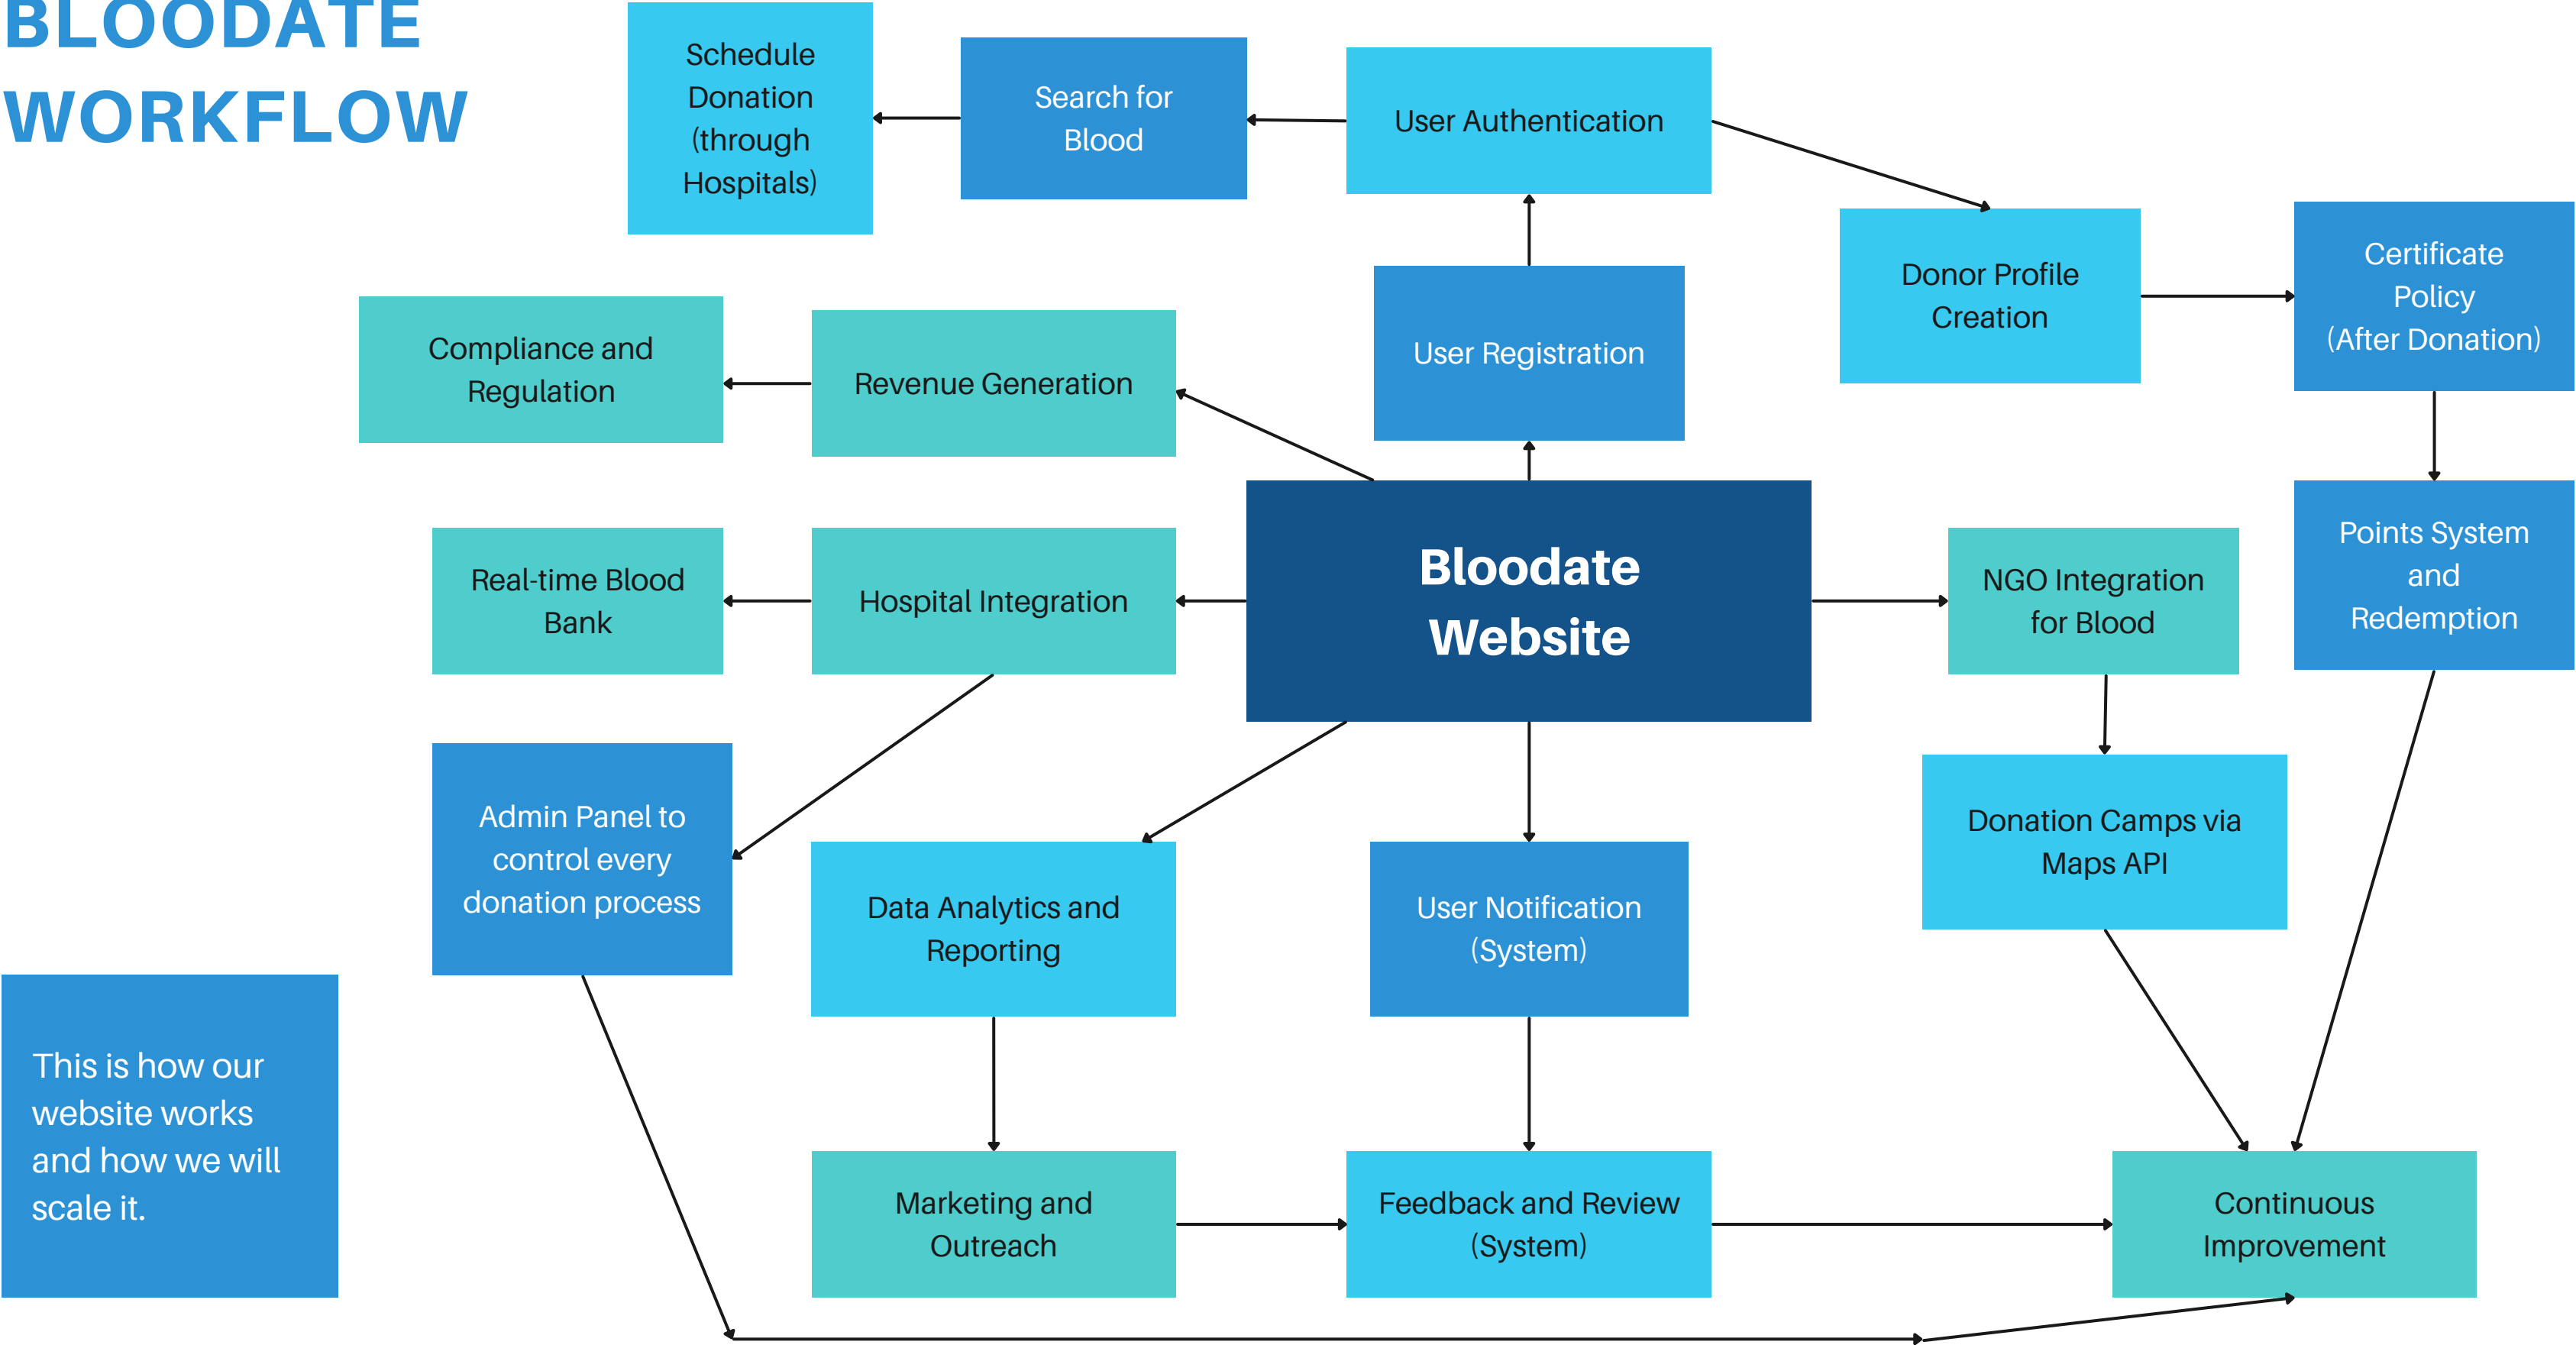 BLOODATE
WORKFLOW
Schedule
Donation
(through
Hospitals)
Search for
Blood
User Authentication
Donor Profile
Creation
Certificate
Policy
(After Donation)
Compliance and
Regulation
Revenue Generation
User Registration
Real-time Blood
Bank
Hospital Integration
Bloodate
Website
NGO Integration
for Blood
Points System
and
Redemption
Admin Panel to
control every
donation process
Data Analytics and
Reporting
User Notification
(System)
Donation Camps via
Maps API
This is how our
website works
and how we will
scale it.
Marketing and
Outreach
Feedback and Review
(System)
Continuous
Improvement